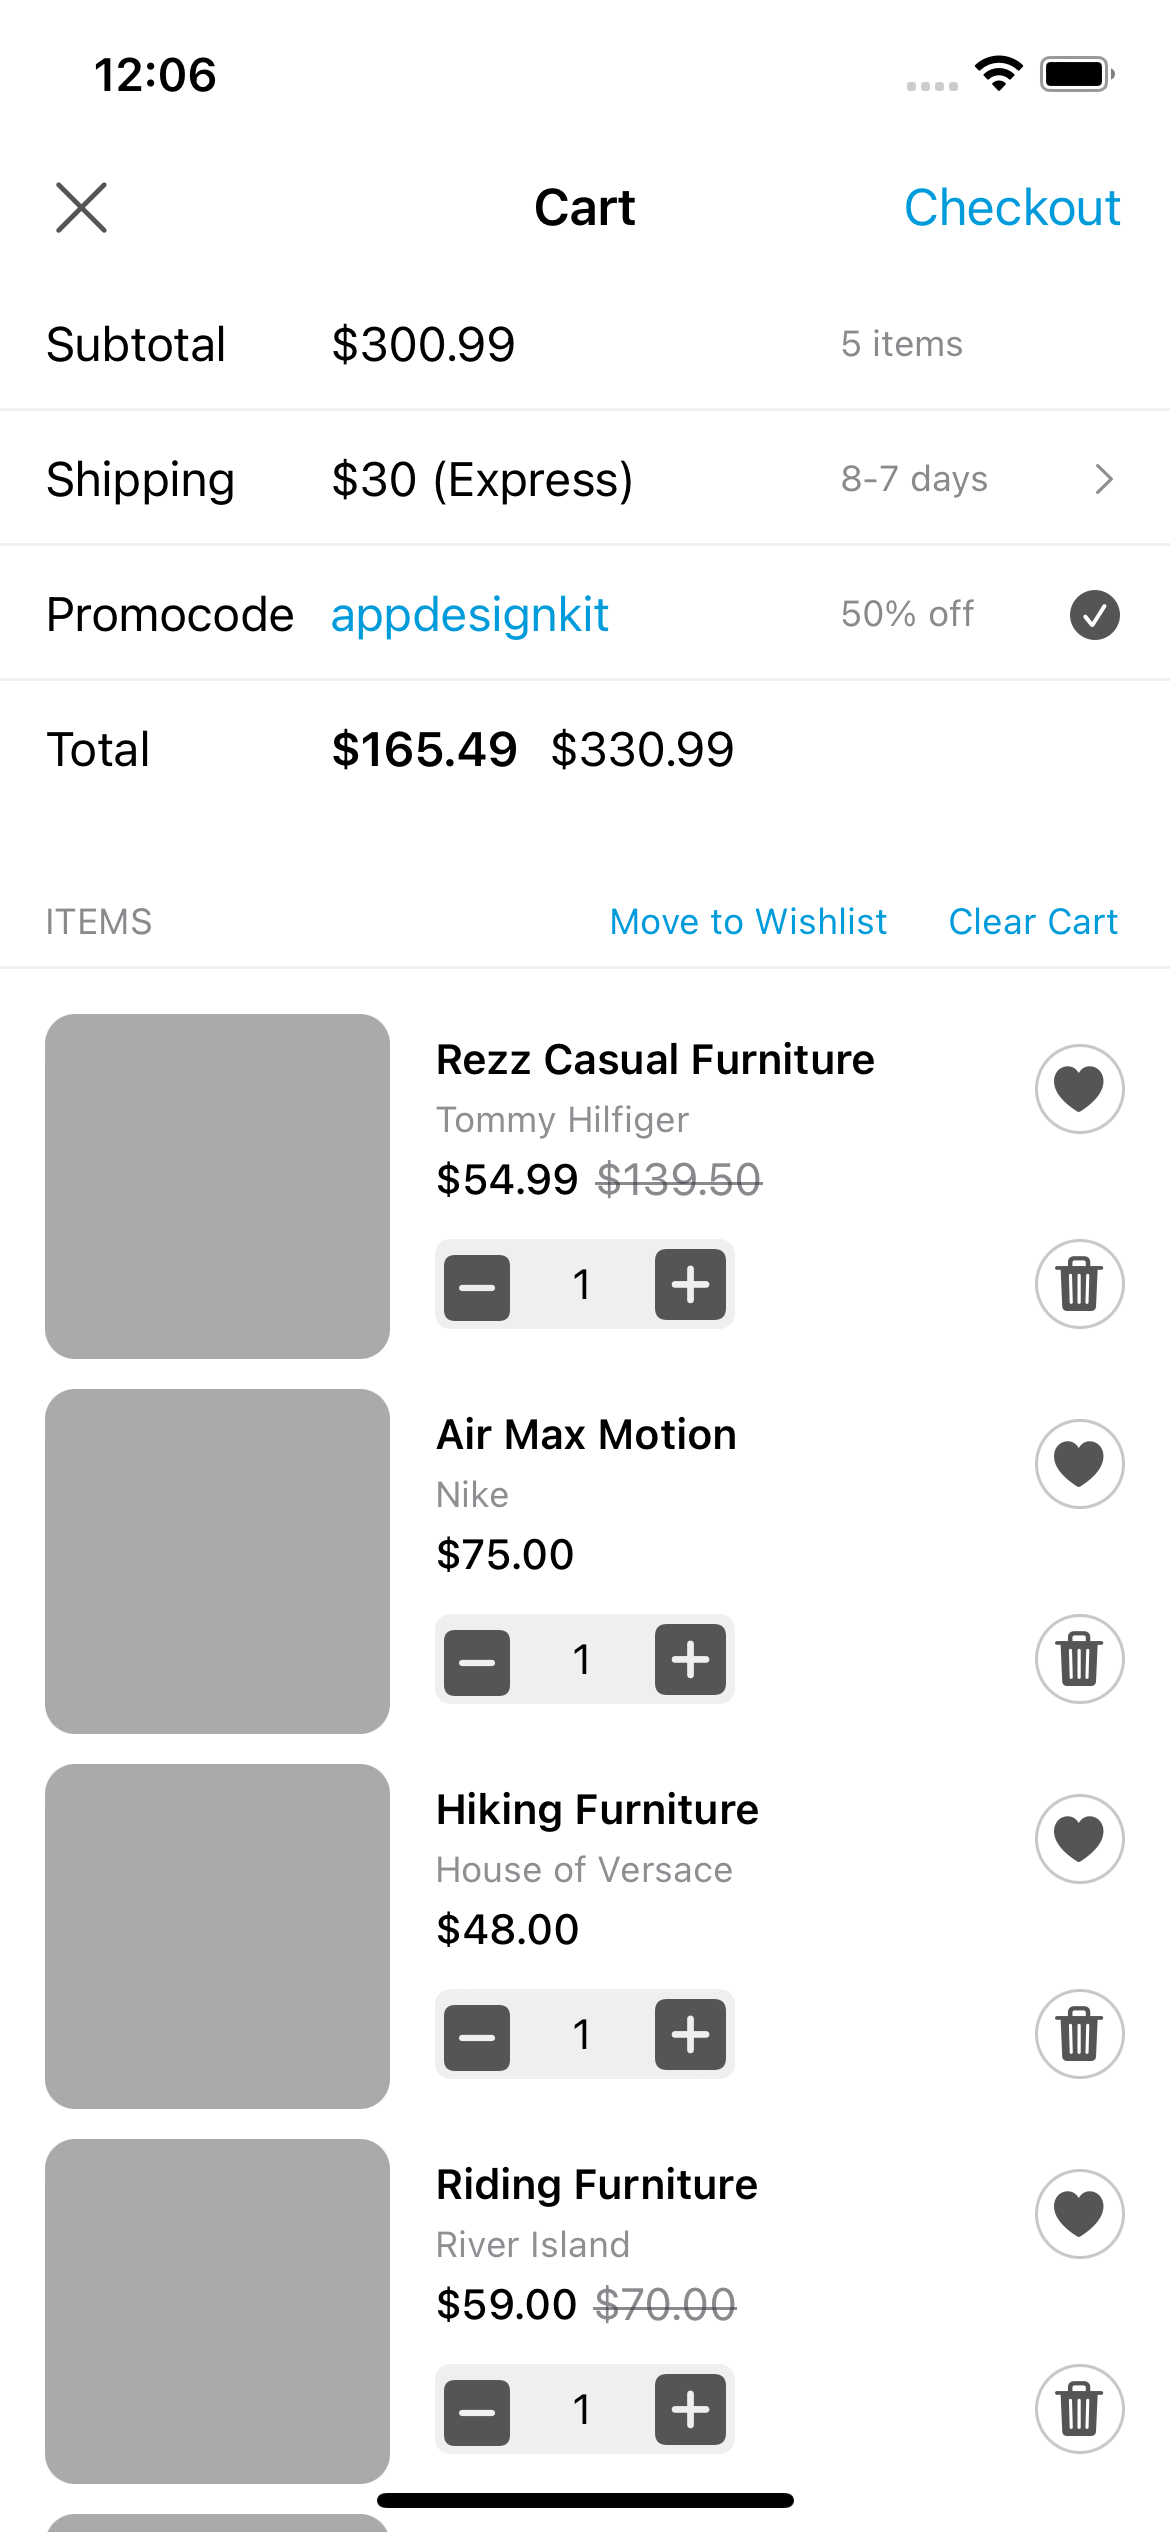 12:06
Cart
Checkout
Subtotal $300.99 5 items
Shipping $30 (Express) 8-7 days
Promocode appdesignkit 50% off
Total $165.49 $330.99
ITEMS Move to Wishlist Clear Cart
Rezz Casual Furniture
Tommy Hilfiger
$54.99 $139.50
1
Air Max Motion
Nike
$75.00
1
Hiking Furniture
House of Versace
$48.00
1
Riding Furniture
River Island
$59.00 $70.00
1